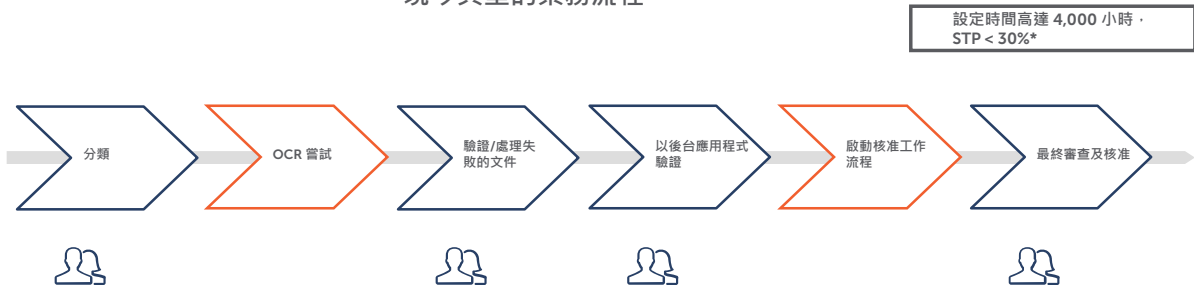 設定時間高達 4,000 小時，
STP < 30%*
分類
OCR 嘗試
驗證/處理失
敗的文件
以後台應用程式
驗證
啟動核准工作
流程
最終審查及核准